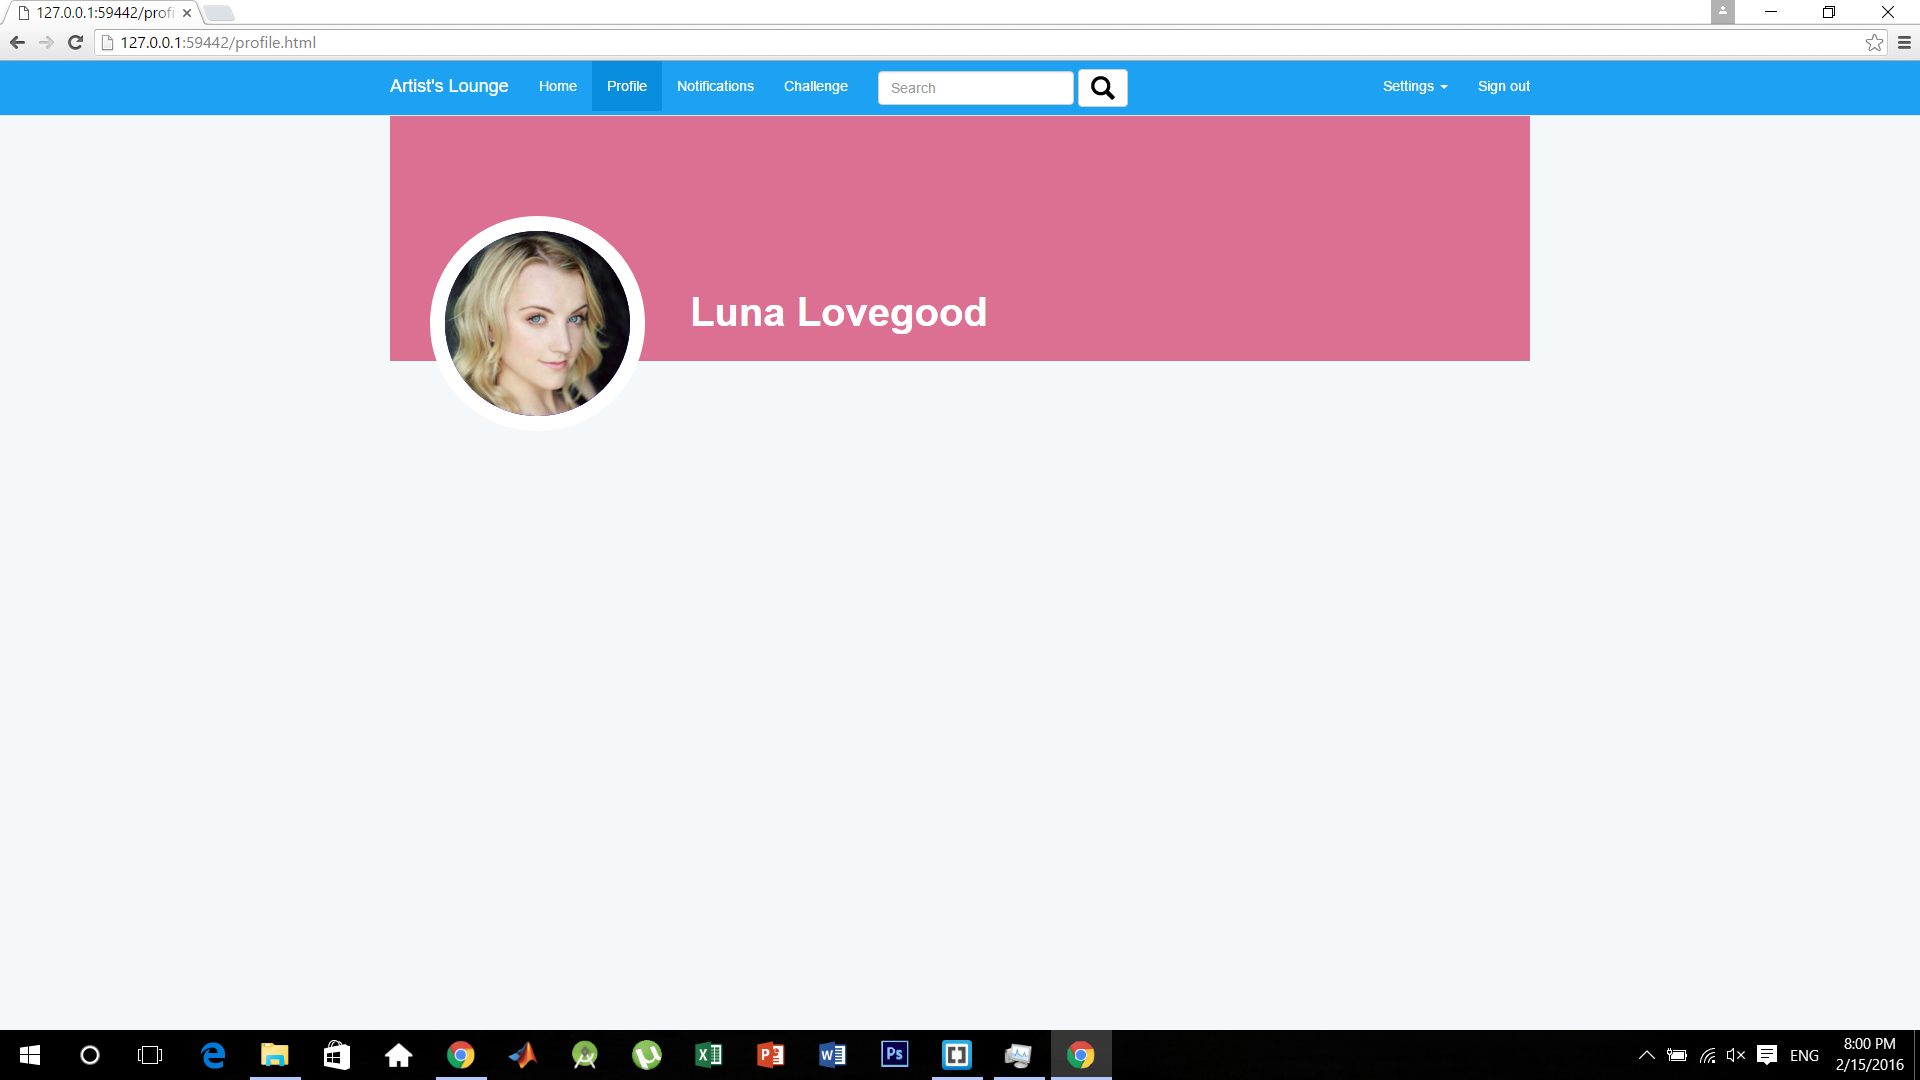 127.0.0.1:59442/profi
127.0.0.1:59442/profile.html
Artist's Lounge Home Profile Notifications Challenge Search Settings Sign out
Luna Lovegood
ENG
8:00 PM
2/15/2016